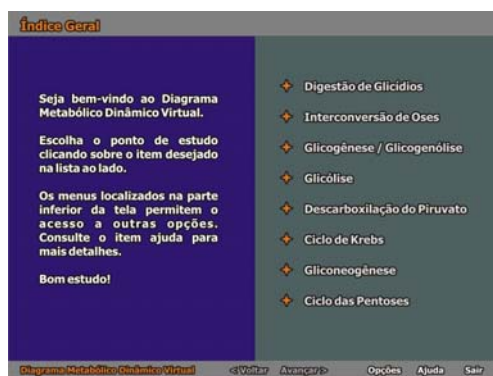 Índice Geral
Seja bem-vindo ao Diagrama
Metabólico Dinâmico Virtual.
Escolha o ponto de estudo
clicando sobre o item desejado
na lista ao lado.
Os menus localizados na parte
inferior da tela permitem o
acesso a outras opções.
Consulte o item ajuda para
mais detalhes.
Bom estudo!
Digestão de Glicídios
Interconversão de Oses
Glicogênese / Glicogenólise
Glicólise
Descarboxilação do Piruvato
Ciclo de Krebs
Gliconeogênese
Ciclo das Pentoses
Diagrama Metabólico Dinâmico Virtual <Voltar Avançar> Opções Ajuda Sair